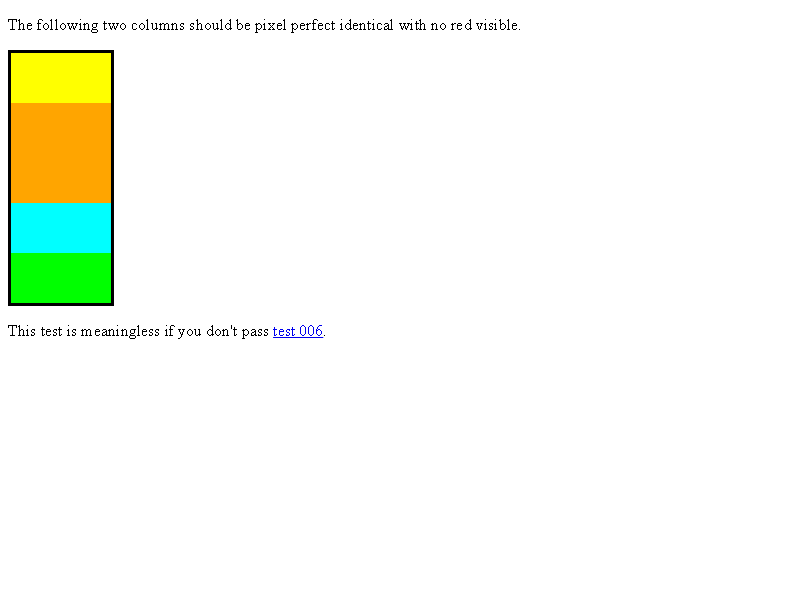 The following two columns should be pixel perfect identical with no red visible.
This test is meaningless if you don't pass test 006.